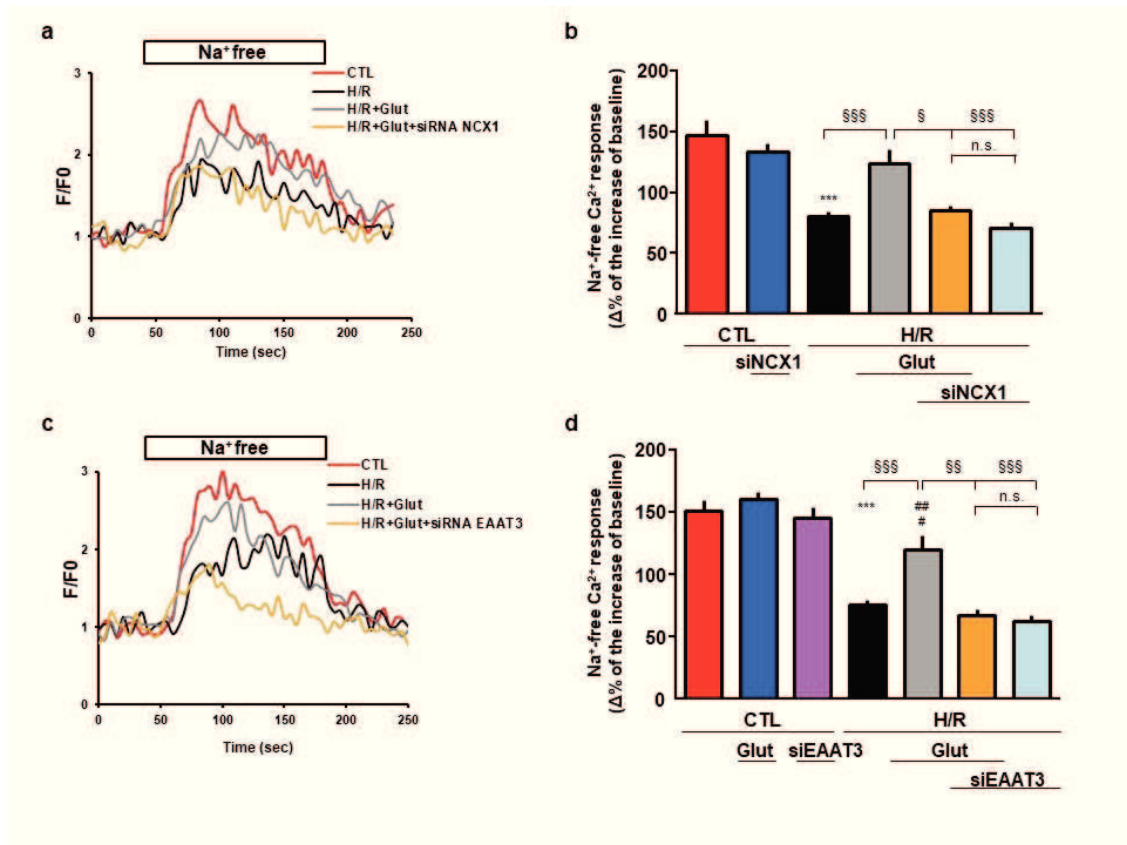 a
Na⁺ free
CTL
H/R
H/R+Glut
H/R+Glut+siRNA NCX1
F/F0
3
2
1
0
0 50 100 150 200 250
Time (sec)
b
Na⁺-free Ca²⁺ response
(Δ% of the increase of baseline)
200
150
100
50
0
§§§ § §§§
n.s.
***
CTL H/R
siNCX1 Glut
siNCX1
c
Na⁺ free
CTL
H/R
H/R+Glut
H/R+Glut+siRNA EAAT3
F/F0
3
2
1
0
0 50 100 150 200 250
Time (sec)
d
Na⁺-free Ca²⁺ response
(Δ% of the increase of baseline)
200
150
100
50
0
§§§ §§ §§§
n.s.
*** ##
#
CTL H/R
Glut siEAAT3 Glut
siEAAT3